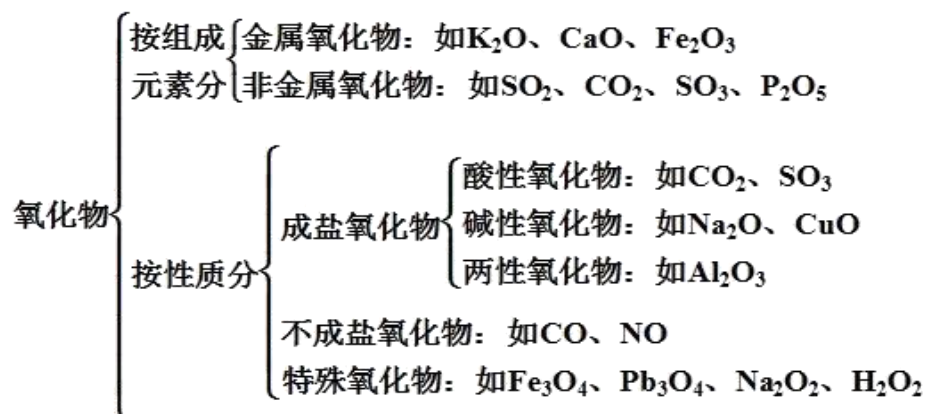 按组成
元素分
金属氧化物：如K₂O、CaO、Fe₂O₃
非金属氧化物：如SO₂、CO₂、SO₃、P₂O₅
氧化物
按性质分
成盐氧化物
酸性氧化物：如CO₂、SO₃
碱性氧化物：如Na₂O、CuO
两性氧化物：如Al₂O₃
不成盐氧化物：如CO、NO
特殊氧化物：如Fe₃O₄、Pb₃O₄、Na₂O₂、H₂O₂